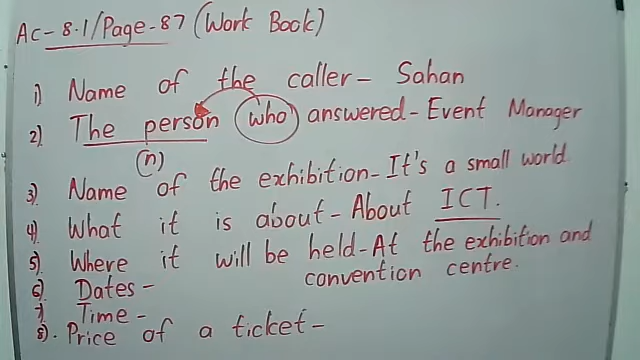 Ac- 8.1/Page-87 (Work Book)
1) Name of the caller- Sahan
2) The person who answered- Event Manager
(n)
3) Name of the exhibition- It's a small world
4) What it is about- About ICT.
5) Where it will be held- At the exhibition and
convention centre.
6) Dates-
7) Time-
8). Price of a ticket-